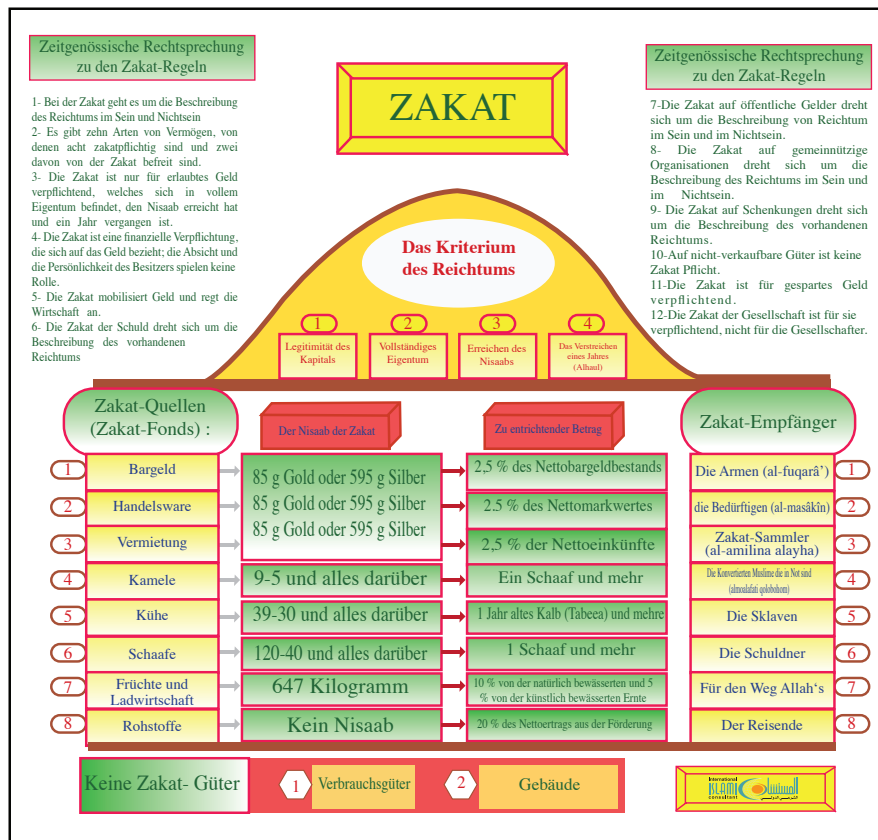 Zeitgenössische Rechtsprechung
zu den Zakat-Regeln
1- Bei der Zakat geht es um die Beschreibung
des Reichtums im Sein und Nichtsein
2- Es gibt zehn Arten von Vermögen, von
denen acht zakatpflichtig sind und zwei
davon von der Zakat befreit sind.
3- Die Zakat ist nur für erlaubtes Geld
verpflichtend, welches sich in vollem
Eigentum befindet, den Nisaab erreicht hat
und ein Jahr vergangen ist.
4- Die Zakat ist eine finanzielle Verpflichtung,
die sich auf das Geld bezieht; die Absicht und
die Persönlichkeit des Besitzers spielen keine
Rolle.
5- Die Zakat mobilisiert Geld und regt die
Wirtschaft an.
6- Die Zakat der Schuld dreht sich um die
Beschreibung des vorhandenen
Reichtums
ZAKAT
Zeitgenössische Rechtsprechung
zu den Zakat-Regeln
7-Die Zakat auf öffentliche Gelder dreht
sich um die Beschreibung von Reichtum
im Sein und im Nichtsein.
8- Die Zakat auf gemeinnützige
Organisationen dreht sich um die
Beschreibung des Reichtums im Sein und
im Nichtsein.
9- Die Zakat auf Schenkungen dreht sich
um die Beschreibung des vorhandenen
Reichtums.
10-Auf nicht-verkaufbare Güter ist keine
Zakat Pflicht.
11-Die Zakat ist für gespartes Geld
verpflichtend.
12-Die Zakat der Gesellschaft ist für sie
verpflichtend, nicht für die Gesellschafter.
Das Kriterium
des Reichtums
1
Legitimität des
Kapitals
2
Vollständiges
Eigentum
3
Erreichen des
Nisaabs
4
Das Verstreichen
eines Jahres
(Alhaul)
Zakat-Quellen
(Zakat-Fonds) :
Der Nisaab der Zakat
Zu entrichtender Betrag
Zakat-Empfänger
1 Bargeld 85 g Gold oder 595 g Silber 2,5 % des Nettobargeldbestands Die Armen (al-fuqarâ') 1
2 Handelsware 85 g Gold oder 595 g Silber 2.5 % des Nettomarkwertes die Bedürftigen (al-masâkîn) 2
3 Vermietung 85 g Gold oder 595 g Silber 2,5 % der Nettoeinkünfte Zakat-Sammler
(al-amilina alayha) 3
4 Kamele 9-5 und alles darüber Ein Schaaf und mehr Die Konvertierten Muslime die in Not sind
(almoalafati qolobohom) 4
5 Kühe 39-30 und alles darüber 1 Jahr altes Kalb (Tabeea) und mehre Die Sklaven 5
6 Schaafe 120-40 und alles darüber 1 Schaaf und mehr Die Schuldner 6
7 Früchte und
Ladwirtschaft 647 Kilogramm 10 % von der natürlich bewässerten und 5
% von der künstlich bewässerten Ernte Für den Weg Allah's 7
8 Rohstoffe Kein Nisaab 20 % des Nettoertrags aus der Förderung Der Reisende 8
Keine Zakat- Güter
1 Verbrauchsgüter
2 Gebäude
International
ISLAMIC
consultant
المستشار
الشرعي الدولي